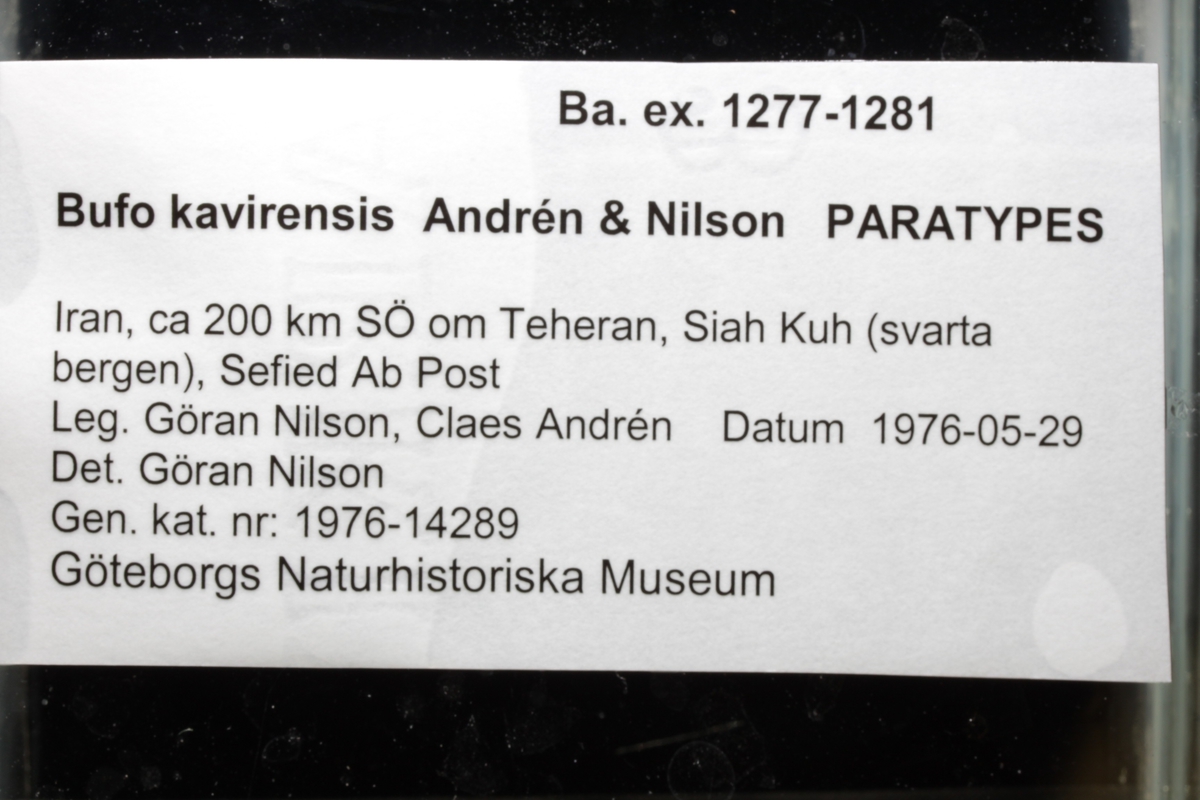 Ba. ex. 1277-1281
Bufo kavirensis Andrén & Nilson PARATYPES
Iran, ca 200 km SÖ om Teheran, Siah Kuh (svarta
bergen), Sefied Ab Post
Leg. Göran Nilson, Claes Andrén Datum 1976-05-29
Det. Göran Nilson
Gen. kat. nr: 1976-14289
Göteborgs Naturhistoriska Museum